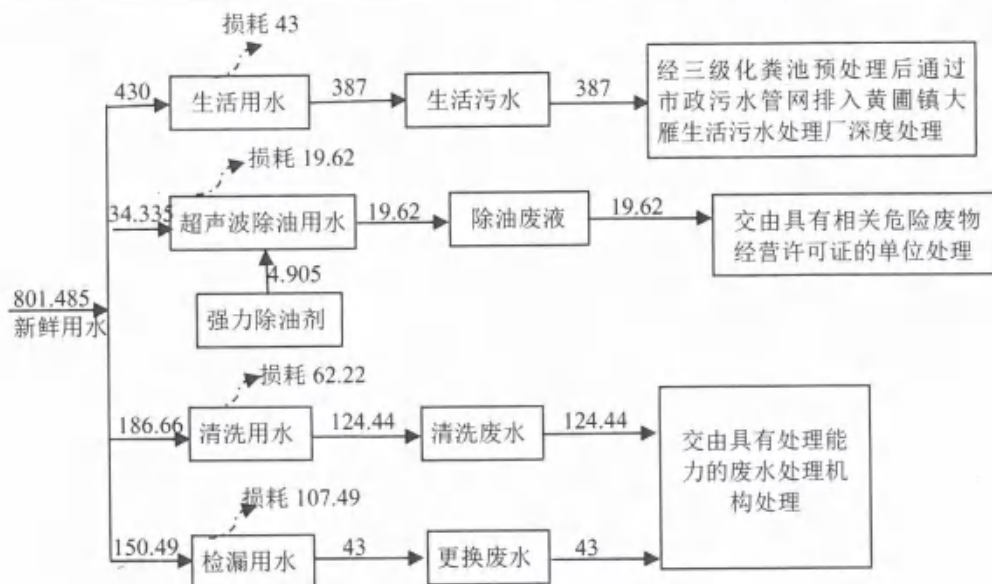 损耗 43
430
生活用水
387
生活污水
387
经三级化粪池预处理后通过
市政污水管网排入黄圃镇大
雁生活污水处理厂深度处理
损耗 19.62
34.335
超声波除油用水
19.62
除油废液
19.62
交由具有相关危险废物
经营许可证的单位处理
4.905
强力除油剂
801.485
新鲜用水
损耗 62.22
186.66
清洗用水
124.44
清洗废水
124.44
交由具有处理能
力的废水处理机
构处理
损耗 107.49
150.49
检漏用水
43
更换废水
43